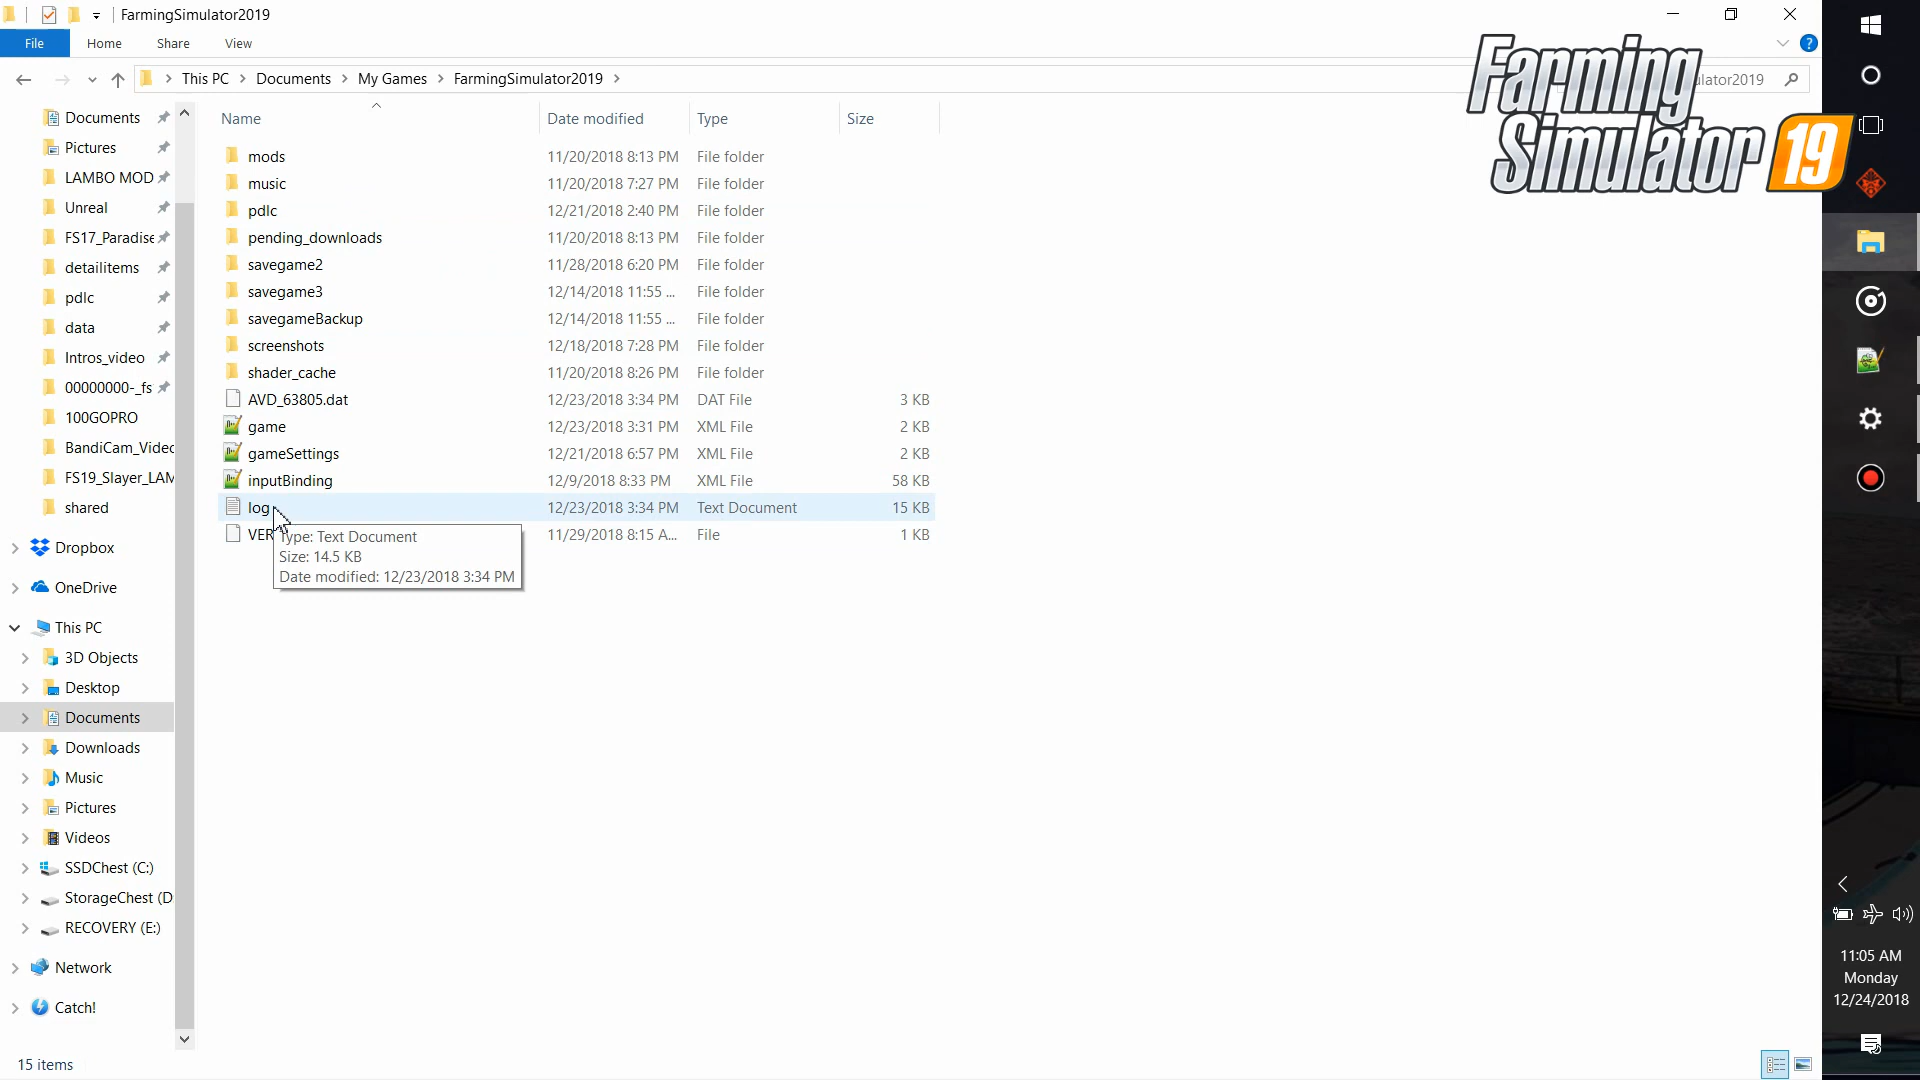 FarmingSimulator2019
File Home Share View
This PC Documents My Games FarmingSimulator2019
ulator2019
Farming
Simulator 19
Name Date modified Type Size
mods 11/20/2018 8:13 PM File folder
music 11/20/2018 7:27 PM File folder
pdlc 12/21/2018 2:40 PM File folder
pending_downloads 11/20/2018 8:13 PM File folder
savegame2 11/28/2018 6:20 PM File folder
savegame3 12/14/2018 11:55 ... File folder
savegameBackup 12/14/2018 11:55 ... File folder
screenshots 12/18/2018 7:28 PM File folder
shader_cache 11/20/2018 8:26 PM File folder
AVD_63805.dat 12/23/2018 3:34 PM DAT File 3 KB
game 12/23/2018 3:31 PM XML File 2 KB
gameSettings 12/21/2018 6:57 PM XML File 2 KB
inputBinding 12/9/2018 8:33 PM XML File 58 KB
log 12/23/2018 3:34 PM Text Document 15 KB
VER 11/29/2018 8:15 A... File 1 KB
Type: Text Document
Size: 14.5 KB
Date modified: 12/23/2018 3:34 PM
Documents
Pictures
LAMBO MOD
Unreal
FS17_Paradise
detailitems
pdlc
data
Intros_video
00000000-_fs
100GOPRO
BandiCam_Videc
FS19_Slayer_LAM
shared
Dropbox
OneDrive
This PC
3D Objects
Desktop
Documents
Downloads
Music
Pictures
Videos
SSDChest (C:)
StorageChest (D
RECOVERY (E:)
Network
Catch!
15 items
11:05 AM
Monday
12/24/2018